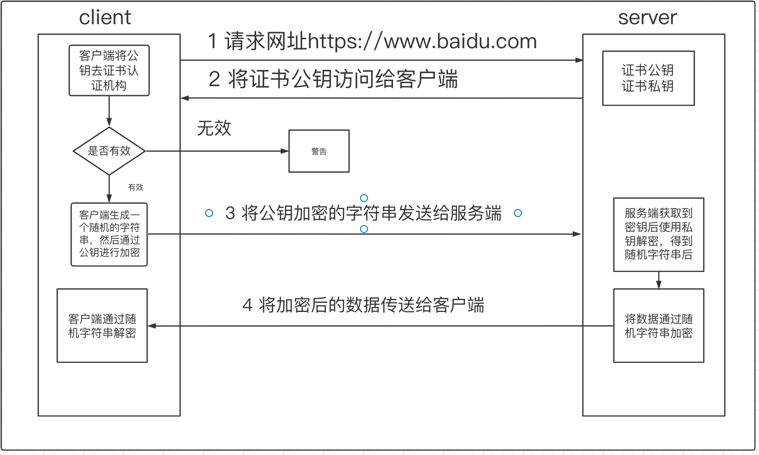 client
server
1 请求网址https://www.baidu.com
客户端将公
钥去证书认
证机构
证书公钥
证书私钥
2 将证书公钥访问给客户端
无效
是否有效
警告
有效
客户端生成一
个随机的字符
串，然后通过
公钥进行加密
3 将公钥加密的字符串发送给服务端
服务端获取到
密钥后使用私
钥解密，得到
随机字符串后
4 将加密后的数据传送给客户端
客户端通过随
机字符串解密
将数据通过随
机字符串加密